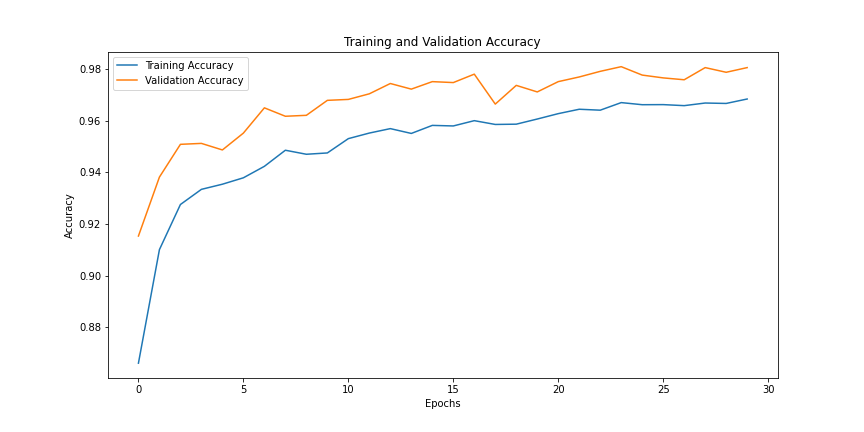 Training and Validation Accuracy
Training Accuracy
Validation Accuracy
0.98
0.96
0.94
0.92
0.90
0.88
Accuracy
0
5
10
15
20
25
30
Epochs